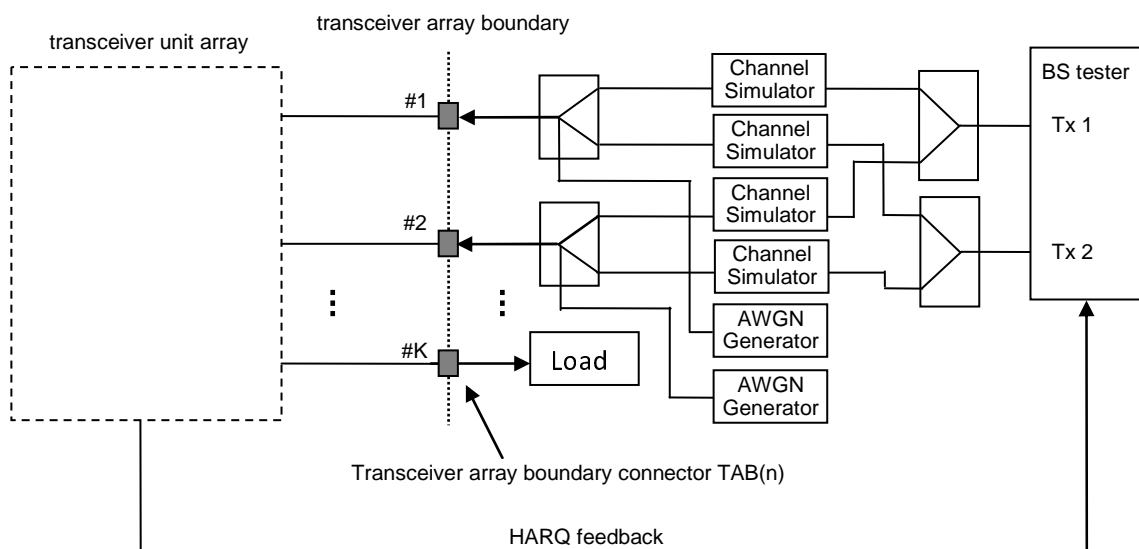 transceiver array boundary
transceiver unit array
#1
Channel
Simulator
BS tester
Tx 1
Channel
Simulator
Channel
Simulator
#2
Channel
Simulator
Tx 2
AWGN
Generator
#K
Load
AWGN
Generator
Transceiver array boundary connector TAB(n)
HARQ feedback